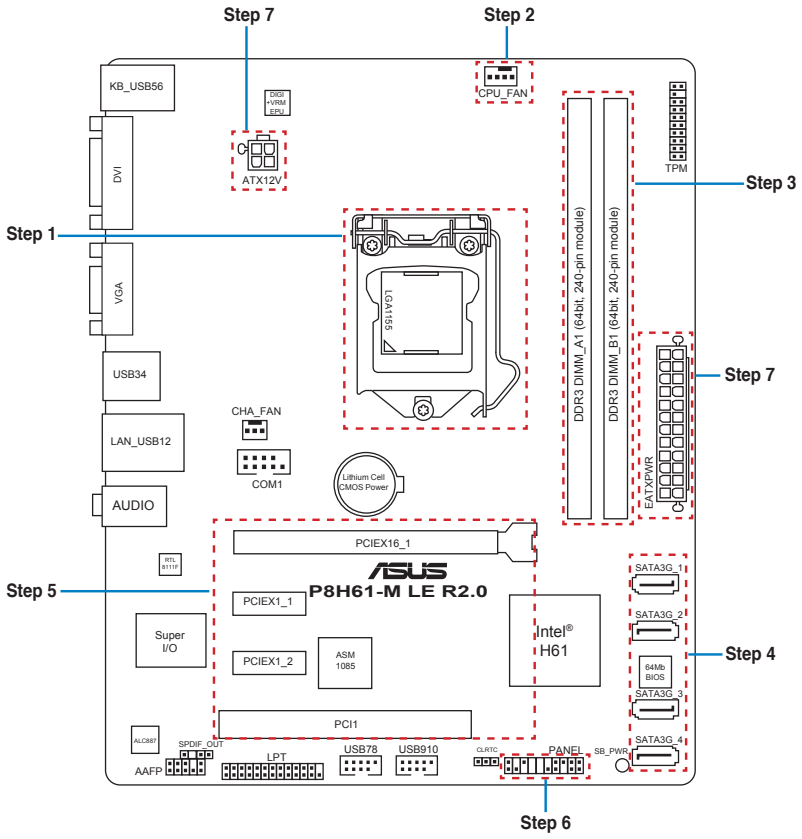 Step 7
Step 2
KB_USB56
DIGI
+VRM
EPU
CPU_FAN
ATX12V
TPM
DVI
Step 3
Step 1
VGA
LGA1155
DDR3 DIMM_A1 (64bit, 240-pin module)
DDR3 DIMM_B1 (64bit, 240-pin module)
USB34
Step 7
CHA_FAN
LAN_USB12
COM1
Lithium Cell
CMOS Power
EATXPWR
AUDIO
PCIEX16_1
RTL
8111F
ASUS
P8H61-M LE R2.0
SATA3G_1
Step 5
PCIEX1_1
SATA3G_2
Super
I/O
Intel®
H61
Step 4
PCIEX1_2
ASM
1085
64Mb
BIOS
SATA3G_3
PCI1
ALC887
SPDIF_OUT
AAFP
LPT
USB78
USB910
CLRTC
PANEL
SB_PWR
SATA3G_4
Step 6